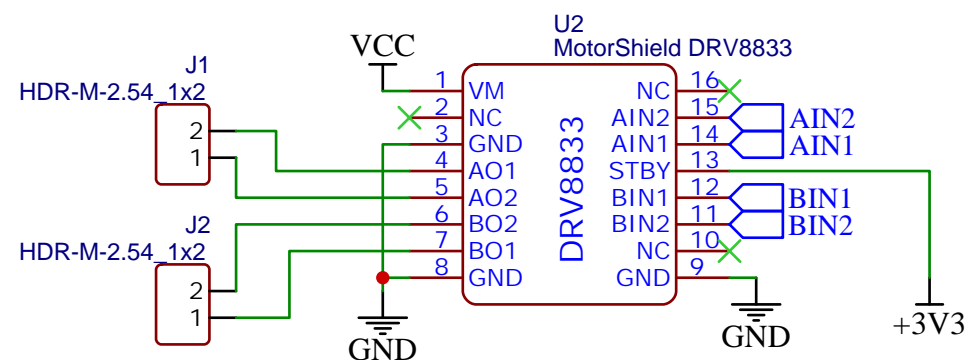 U2
MotorShield DRV8833
VCC
J1
HDR-M-2.54_1x2
2
1
J2
HDR-M-2.54_1x2
2
1
1 VM
2 NC
3 GND
4 AO1
5 AO2
6 BO2
7 BO1
8 GND
DRV8833
NC 16
AIN2 15 AIN2
AIN1 14 AIN1
STBY 13
BIN1 12 BIN1
BIN2 11 BIN2
NC 10
GND 9
GND
GND
+3V3